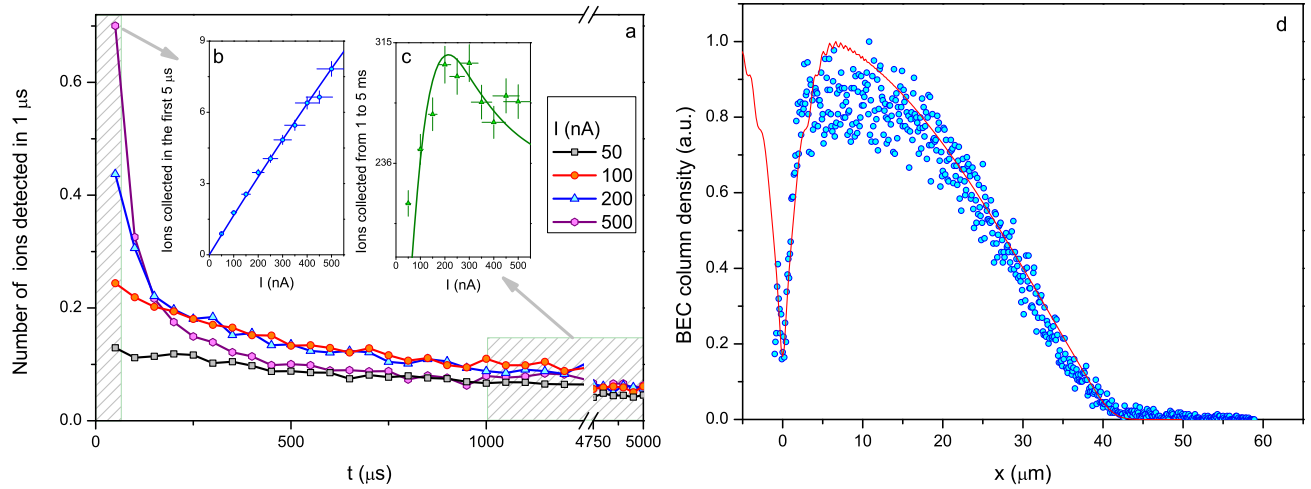 a
Number of ions detected in 1 μs
0.6
0.4
0.2
0.0
0
500
1000
4750
5000
t (μs)
b
Ions collected in the first 5 μs
9
6
3
0
0 100 200 300 400 500
I (nA)
c
Ions collected from 1 to 5 ms
315
236
0 100 200 300 400 500
I (nA)
I (nA)
50
100
200
500
d
BEC column density (a.u.)
1.0
0.8
0.6
0.4
0.2
0.0
0 10 20 30 40 50 60
x (μm)